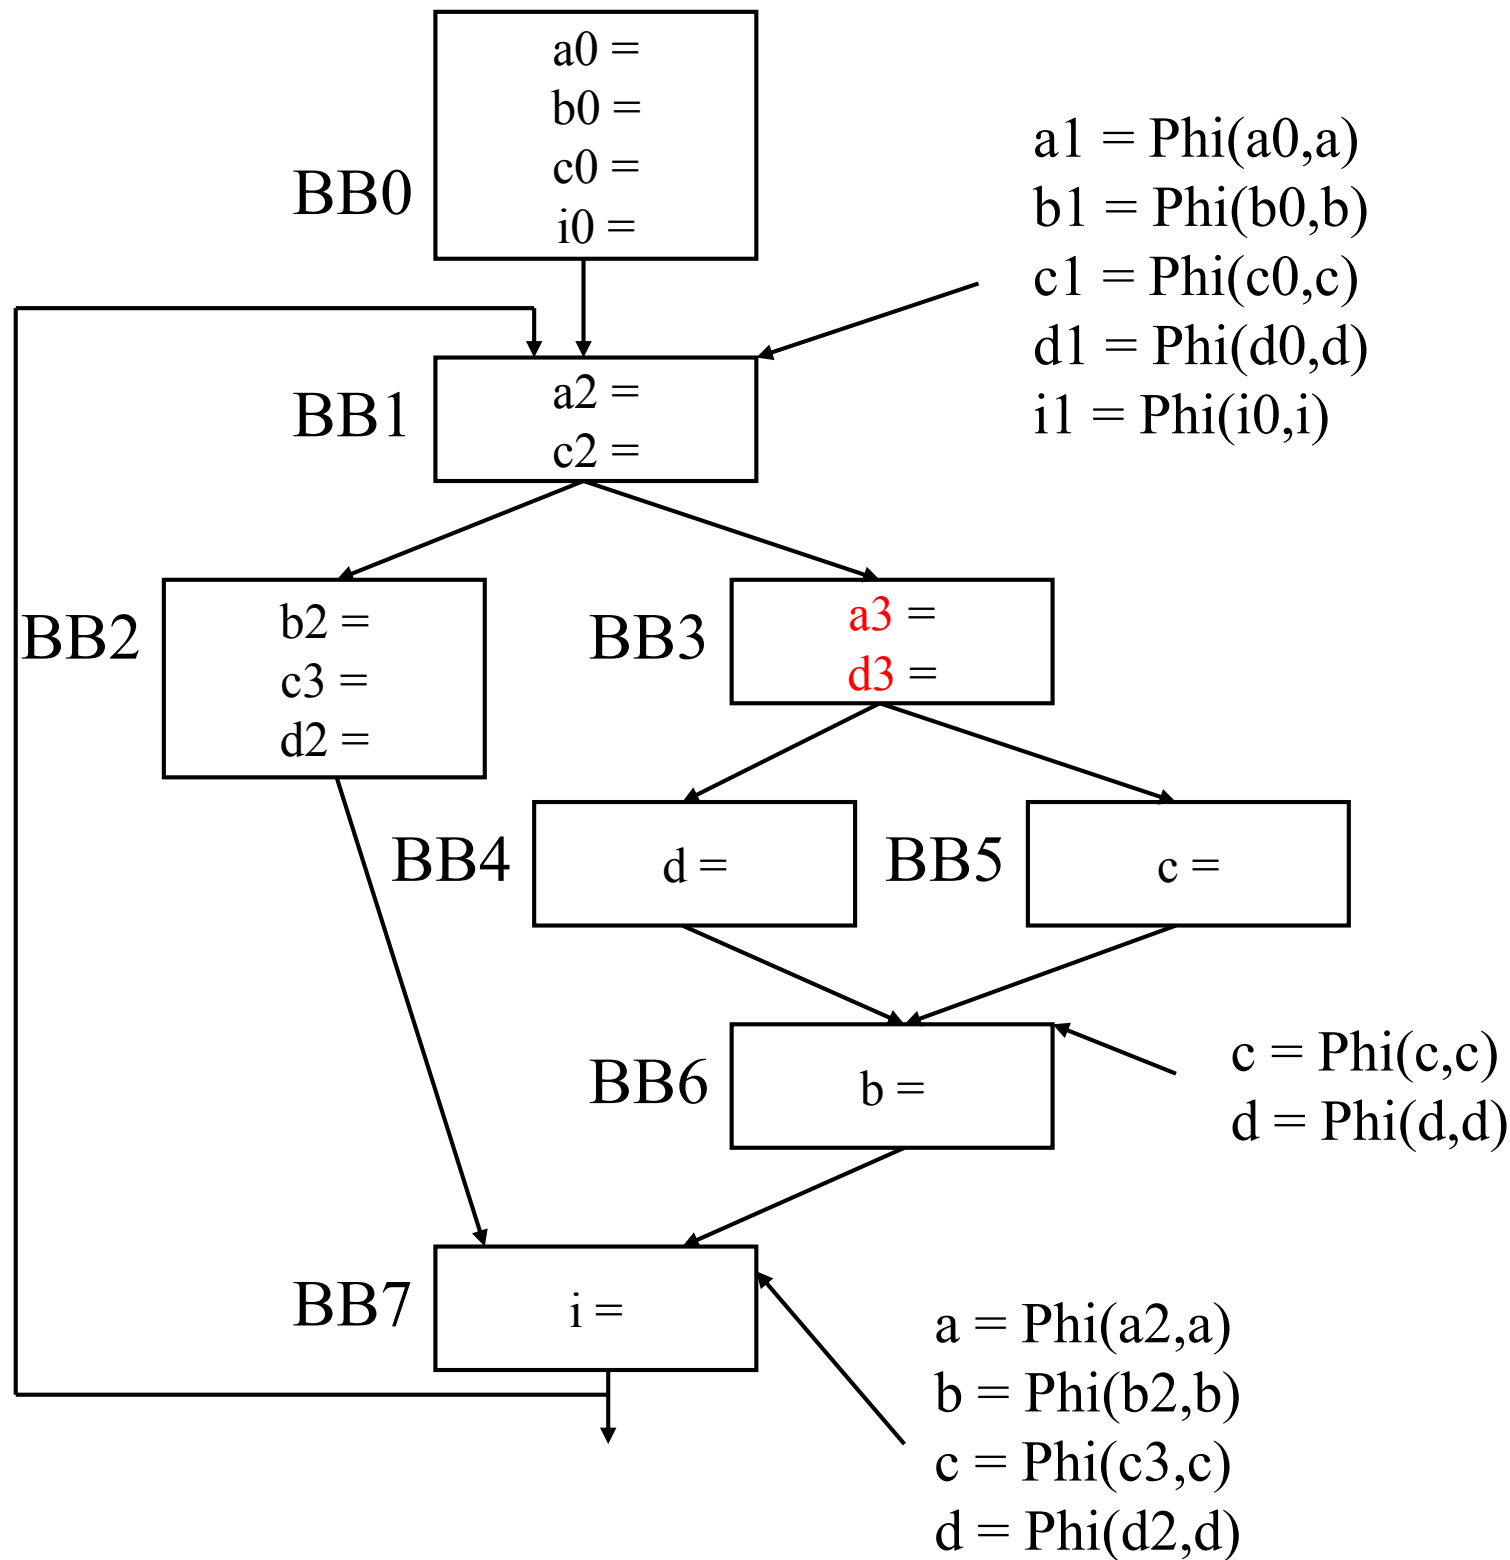 a0 =
b0 =
c0 =
i0 =
BB0
a1 = Phi(a0,a)
b1 = Phi(b0,b)
c1 = Phi(c0,c)
d1 = Phi(d0,d)
i1 = Phi(i0,i)
BB1
a2 =
c2 =
BB2
b2 =
c3 =
d2 =
BB3
a3 =
d3 =
BB4
d =
BB5
c =
BB6
b =
c = Phi(c,c)
d = Phi(d,d)
BB7
i =
a = Phi(a2,a)
b = Phi(b2,b)
c = Phi(c3,c)
d = Phi(d2,d)